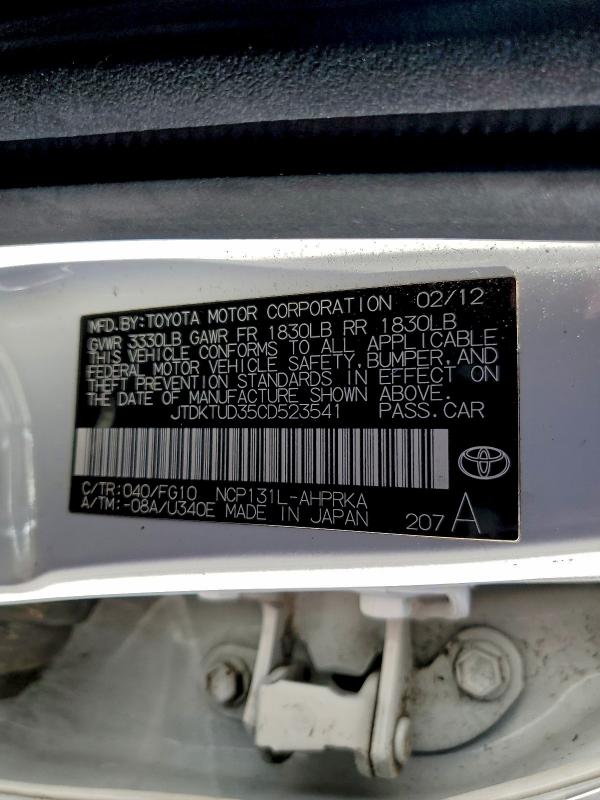 MFD. BY: TOYOTA MOTOR CORPORATION 02/12
GVWR 3330LB GAWR FR 1830LB RR 1830LB
THIS VEHICLE CONFORMS TO ALL APPLICABLE
FEDERAL MOTOR VEHICLE SAFETY, BUMPER, AND
THEFT PREVENTION STANDARDS IN EFFECT ON
THE DATE OF MANUFACTURE SHOWN ABOVE.
JTDKTUD35CD523541 PASS. CAR
C/TR: 040/FG10 NCP131L-AHPRKA
A/TM: -08A/U340E MADE IN JAPAN 207 A